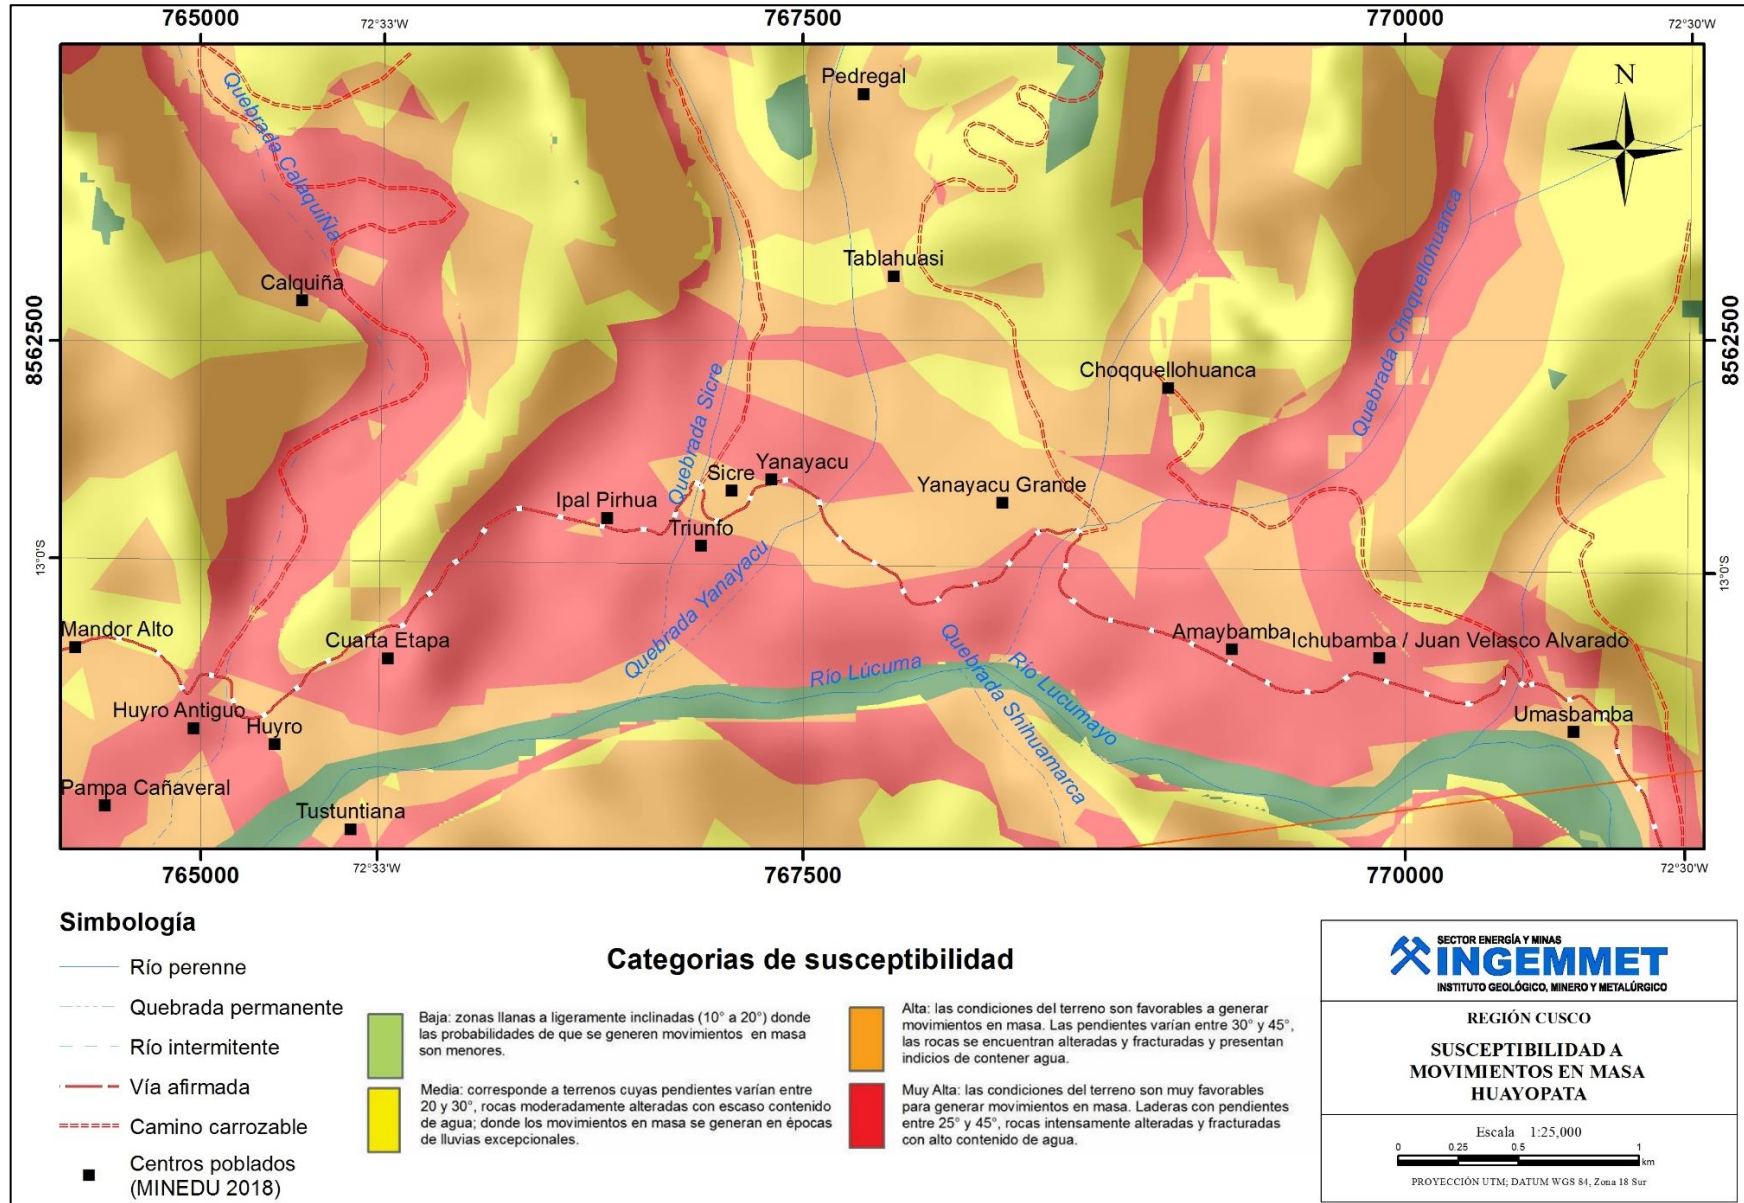 765000
72°33'W
767500
770000
72°30'W
Pedregal
N
Quebrada CalaquiÑa
Tablahuasi
Calquiña
Quebrada Choquellohuanca
8562500
8562500
Choqquellohuanca
Quebrada Sicre
Sicre
Yanayacu
Ipal Pirhua
Yanayacu Grande
Triunfo
13°0'S
13°0'S
Quebrada Yanayacu
Mandor Alto
Cuarta Etapa
Amaybamba
Ichubamba / Juan Velasco Alvarado
Río Lúcuma
Río Lucumayo
Quebrada Shihuamarca
Huyro Antiguo
Huyro
Umasbamba
Pampa Cañaveral
Tustuntiana
765000
72°33'W
767500
770000
72°30'W
Simbología
Río perenne
Quebrada permanente
Río intermitente
Vía afirmada
Camino carrozable
Centros poblados
(MINEDU 2018)
Categorias de susceptibilidad
Baja: zonas llanas a ligeramente inclinadas (10° a 20°) donde
las probabilidades de que se generen movimientos en masa
son menores.
Media: corresponde a terrenos cuyas pendientes varían entre
20 y 30°, rocas moderadamente alteradas con escaso contenido
de agua; donde los movimientos en masa se generan en épocas
de lluvias excepcionales.
Alta: las condiciones del terreno son favorables a generar
movimientos en masa. Las pendientes varían entre 30° y 45°,
las rocas se encuentran alteradas y fracturadas y presentan
indicios de contener agua.
Muy Alta: las condiciones del terreno son muy favorables
para generar movimientos en masa. Laderas con pendientes
entre 25° y 45°, rocas intensamente alteradas y fracturadas
con alto contenido de agua.
SECTOR ENERGÍA Y MINAS
INGEMMET
INSTITUTO GEOLÓGICO, MINERO Y METALÚRGICO
REGIÓN CUSCO
SUSCEPTIBILIDAD A
MOVIMIENTOS EN MASA
HUAYOPATA
Escala 1:25,000
0 0.25 0.5 1
km
PROYECCIÓN UTM; DATUM WGS 84, Zona 18 Sur